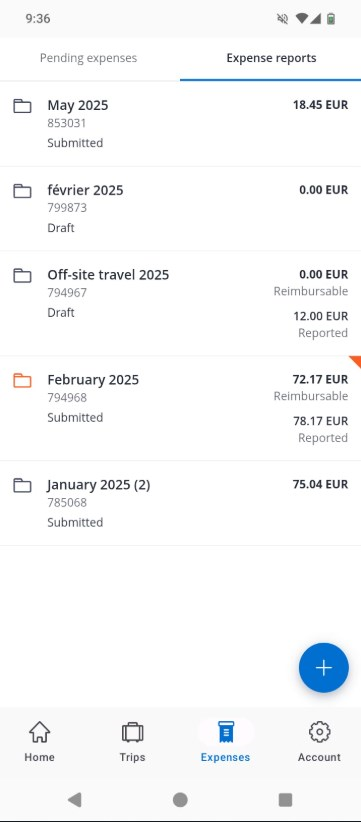 9:36
Pending expenses
Expense reports
May 2025
18.45 EUR
853031
Submitted
février 2025
0.00 EUR
799873
Draft
Off-site travel 2025
0.00 EUR
794967
Reimbursable
Draft
12.00 EUR
Reported
February 2025
72.17 EUR
794968
Reimbursable
Submitted
78.17 EUR
Reported
January 2025 (2)
75.04 EUR
785068
Submitted
Home
Trips
Expenses
Account